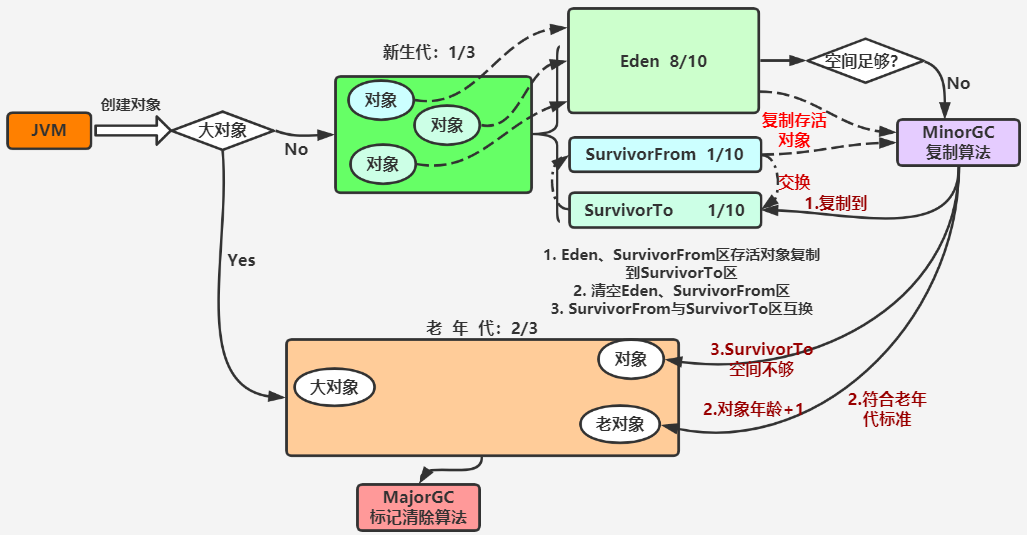 新生代：1/3
Eden 8/10
空间足够?
No
JVM
创建对象
大对象
No
对象
对象
对象
复制存活
对象
MinorGC
复制算法
SurvivorFrom 1/10
交换
SurvivorTo 1/10
1.复制到
Yes
1. Eden、SurvivorFrom区存活对象复制
到SurvivorTo区
2. 清空Eden、SurvivorFrom区
3. SurvivorFrom与SurvivorTo区互换
老 年 代：2/3
大对象
对象
老对象
3.SurvivorTo
空间不够
2.对象年龄+1
2.符合老年
代标准
MajorGC
标记清除算法